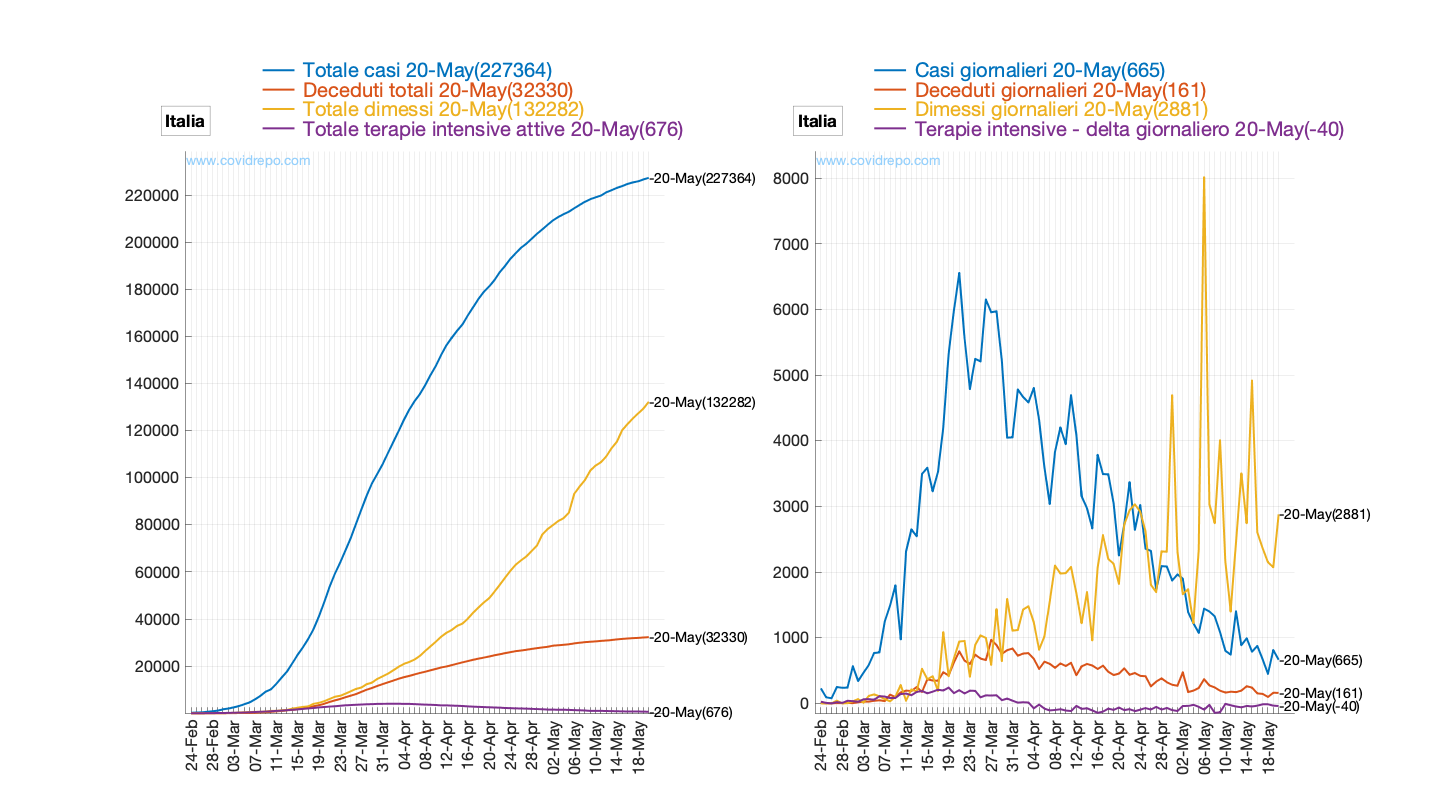 Totale casi 20-May(227364)
Deceduti totali 20-May(32330)
Totale dimessi 20-May(132282)
Totale terapie intensive attive 20-May(676)
Italia
www.covidrepo.com
220000
200000
180000
160000
140000
120000
100000
80000
60000
40000
20000
-20-May(227364)
-20-May(132282)
-20-May(32330)
-20-May(676)
24-Feb
28-Feb
03-Mar
07-Mar
11-Mar
15-Mar
19-Mar
23-Mar
27-Mar
31-Mar
04-Apr
08-Apr
12-Apr
16-Apr
20-Apr
24-Apr
28-Apr
02-May
06-May
10-May
14-May
18-May
Casi giornalieri 20-May(665)
Deceduti giornalieri 20-May(161)
Dimessi giornalieri 20-May(2881)
Terapie intensive - delta giornaliero 20-May(-40)
Italia
www.covidrepo.com
8000
7000
6000
5000
4000
3000
2000
1000
0
-20-May(2881)
-20-May(665)
-20-May(161)
-20-May(-40)
24-Feb
28-Feb
03-Mar
07-Mar
11-Mar
15-Mar
19-Mar
23-Mar
27-Mar
31-Mar
04-Apr
08-Apr
12-Apr
16-Apr
20-Apr
24-Apr
28-Apr
02-May
06-May
10-May
14-May
18-May